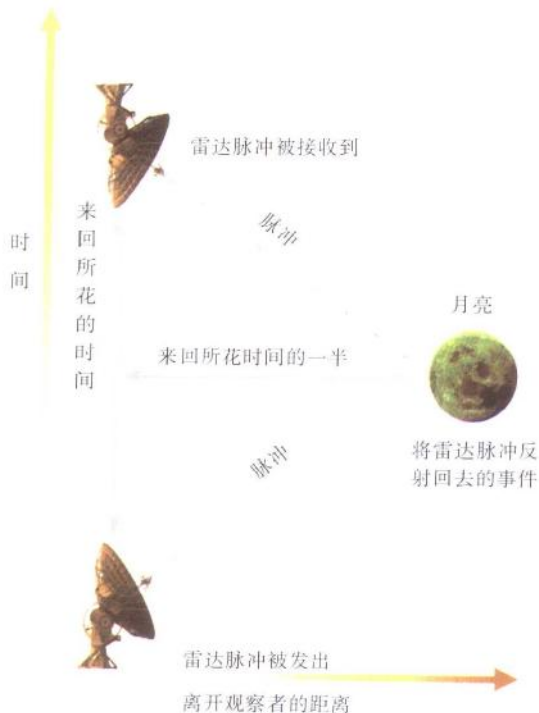 雷达脉冲被接收到
脉冲
时间
来回所花的时间
月亮
来回所花时间的一半
将雷达脉冲反
射回去的事件
脉冲
雷达脉冲被发出
离开观察者的距离